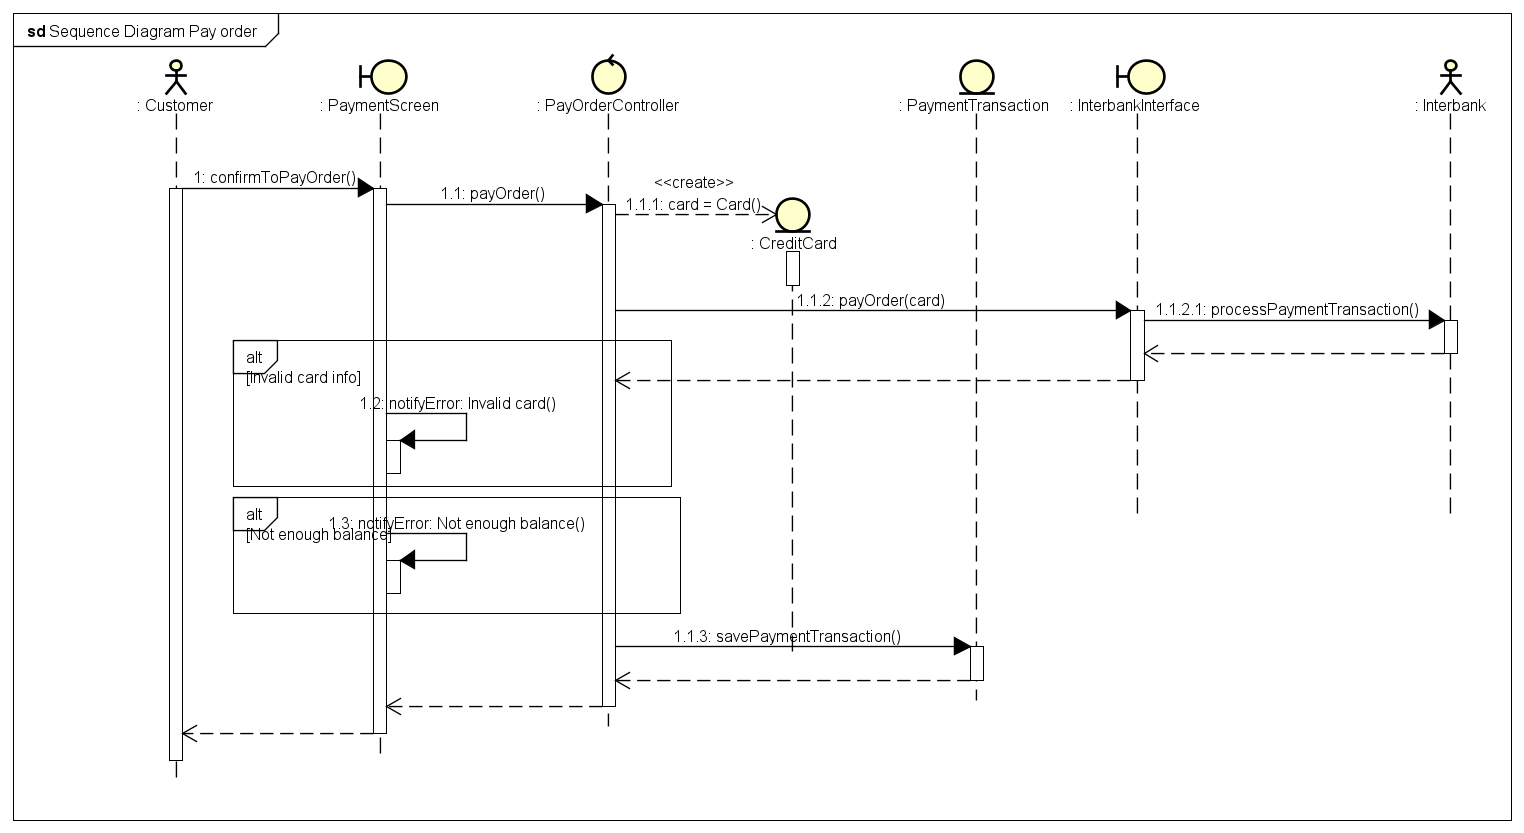 sd Sequence Diagram Pay order
: Customer
: PaymentScreen
: PayOrderController
: PaymentTransaction
: InterbankInterface
: Interbank
1: confirmToPayOrder()
1.1: payOrder()
<<create>>
1.1.1: card = Card()
: CreditCard
1.1.2: payOrder(card)
1.1.2.1: processPaymentTransaction()
alt
[Invalid card info]
1.2: notifyError: Invalid card()
alt
1.3: notifyError: Not enough balance()
[Not enough balance]
1.1.3: savePaymentTransaction()